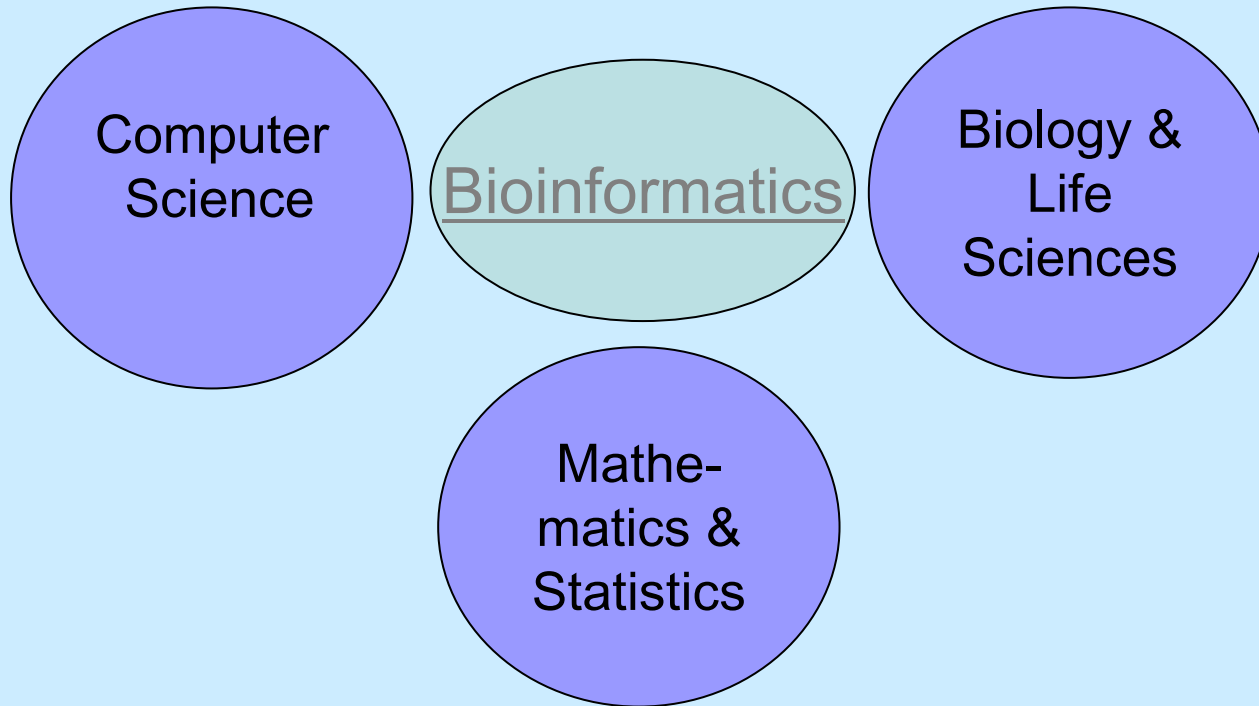 Computer
Science
Bioinformatics
Biology &
Life
Sciences
Mathe-
matics &
Statistics